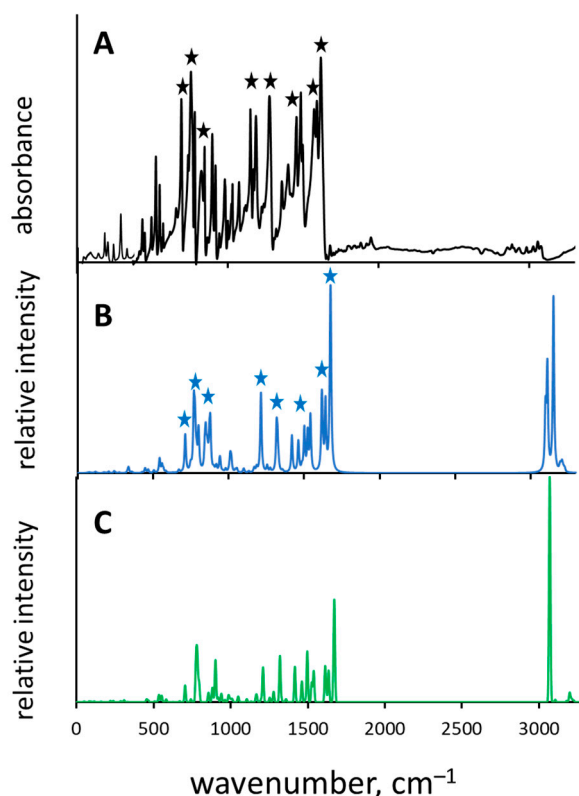 A
absorbance
B
relative intensity
C
relative intensity
0 500 1000 1500 2000 2500 3000
wavenumber, cm–1